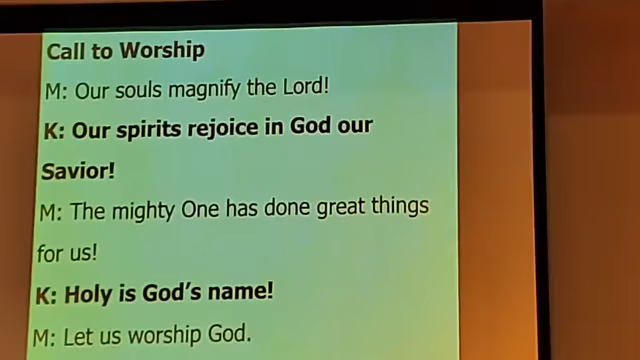 Call to Worship
M: Our souls magnify the Lord!
K: Our spirits rejoice in God our
Savior!
M: The mighty One has done great things
for us!
K: Holy is God's name!
M: Let us worship God.